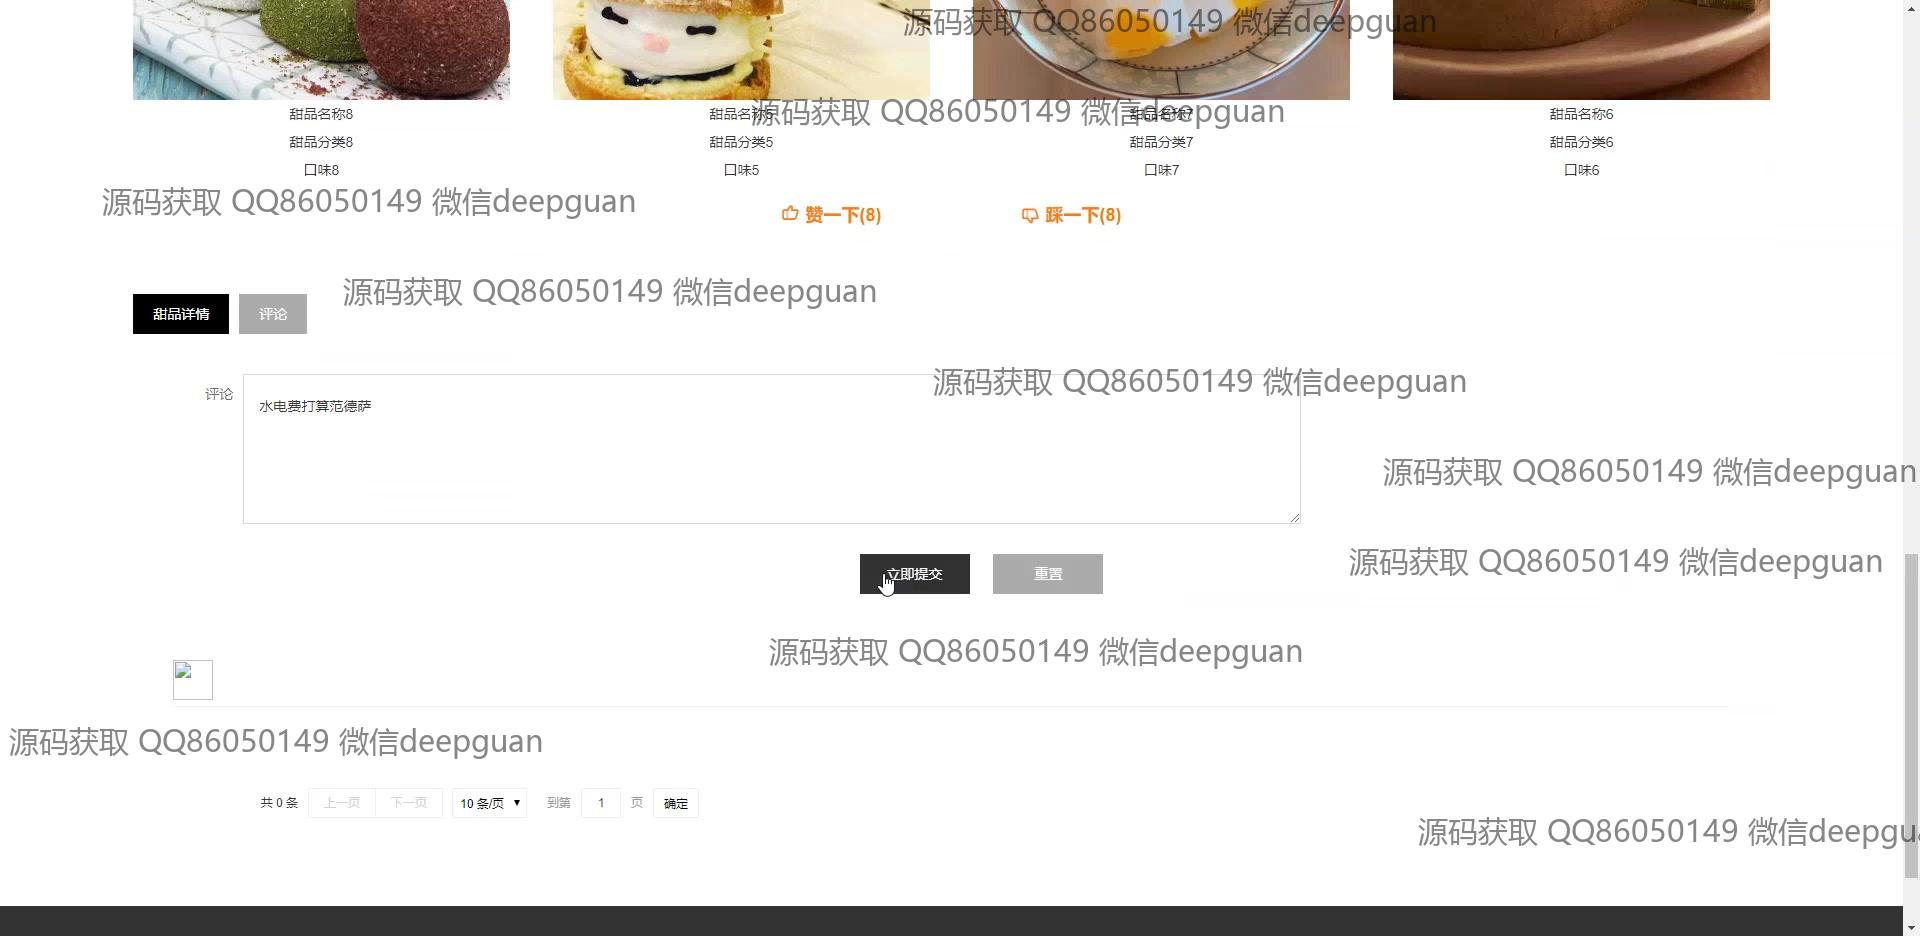 源码获取 QQ86050149 微信deepguan
甜品名称8
甜品名称5
甜品名称7
甜品名称6
源码获取 QQ86050149 微信deepguan
甜品分类8
甜品分类5
甜品分类7
甜品分类6
口味8
口味5
口味7
口味6
源码获取 QQ86050149 微信deepguan
赞一下(8)
踩一下(8)
源码获取 QQ86050149 微信deepguan
甜品详情
评论
源码获取 QQ86050149 微信deepguan
评论
水电费打算范德萨
源码获取 QQ86050149 微信deepguan
源码获取 QQ86050149 微信deepguan
立即提交
重置
源码获取 QQ86050149 微信deepguan
源码获取 QQ86050149 微信deepguan
共 0 条
上一页
下一页
10 条/页
到第
1
页
确定
源码获取 QQ86050149 微信deepgua